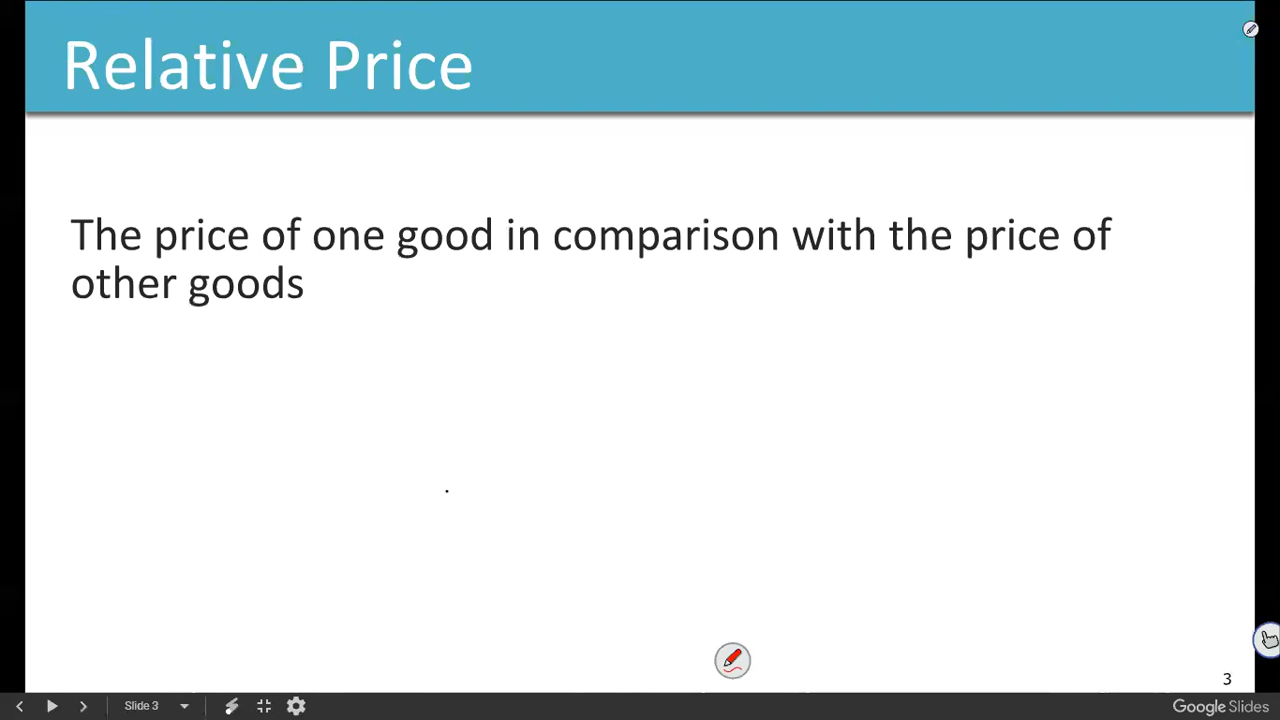 Relative Price
The price of one good in comparison with the price of
other goods
3
Slide 3
Google Slides